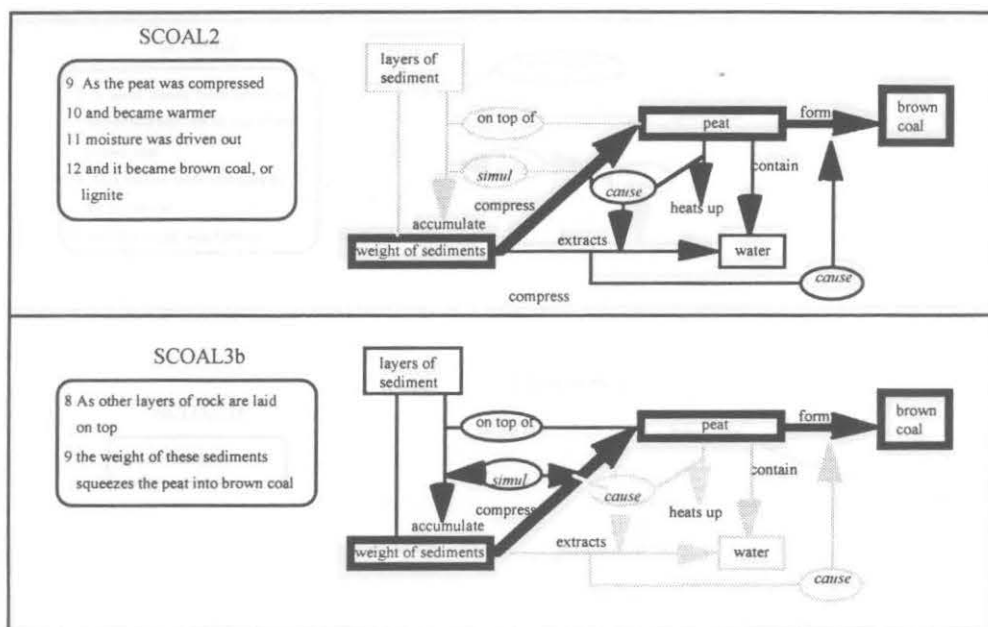 SCOAL2
9 As the peat was compressed
10 and became warmer
11 moisture was driven out
12 and it became brown coal, or
lignite
layers of
sediment
on top of
peat
form
brown
coal
simul
cause
contain
compress
heats up
accumulate
weight of sediments
extracts
water
cause
compress
SCOAL3b
8 As other layers of rock are laid
on top
9 the weight of these sediments
squeezes the peat into brown coal
layers of
sediment
on top of
peat
form
brown
coal
simul
cause
contain
compress
heats up
accumulate
weight of sediments
extracts
water
cause